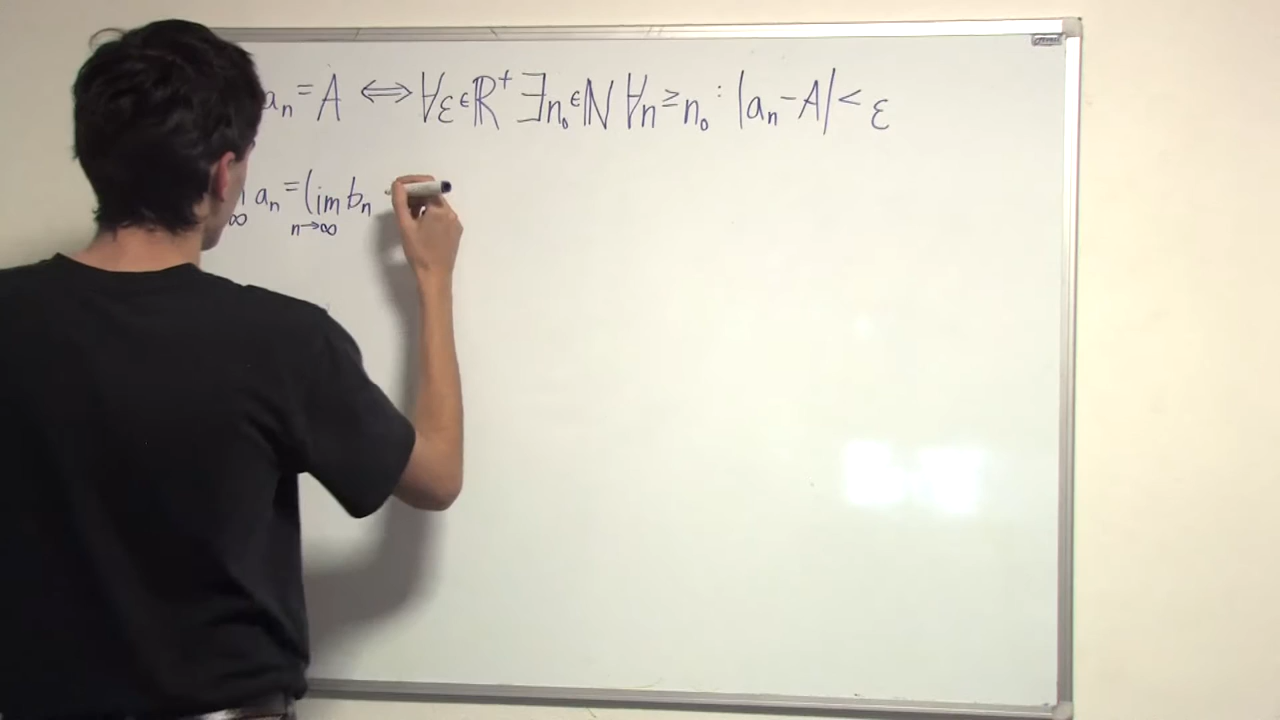 aₙ = A ⇔ ∀ε∈ℝ⁺ ∃n₀∈ℕ ∀n≥n₀ : |aₙ-A| < ε
∞ aₙ = lim bₙ
n→∞